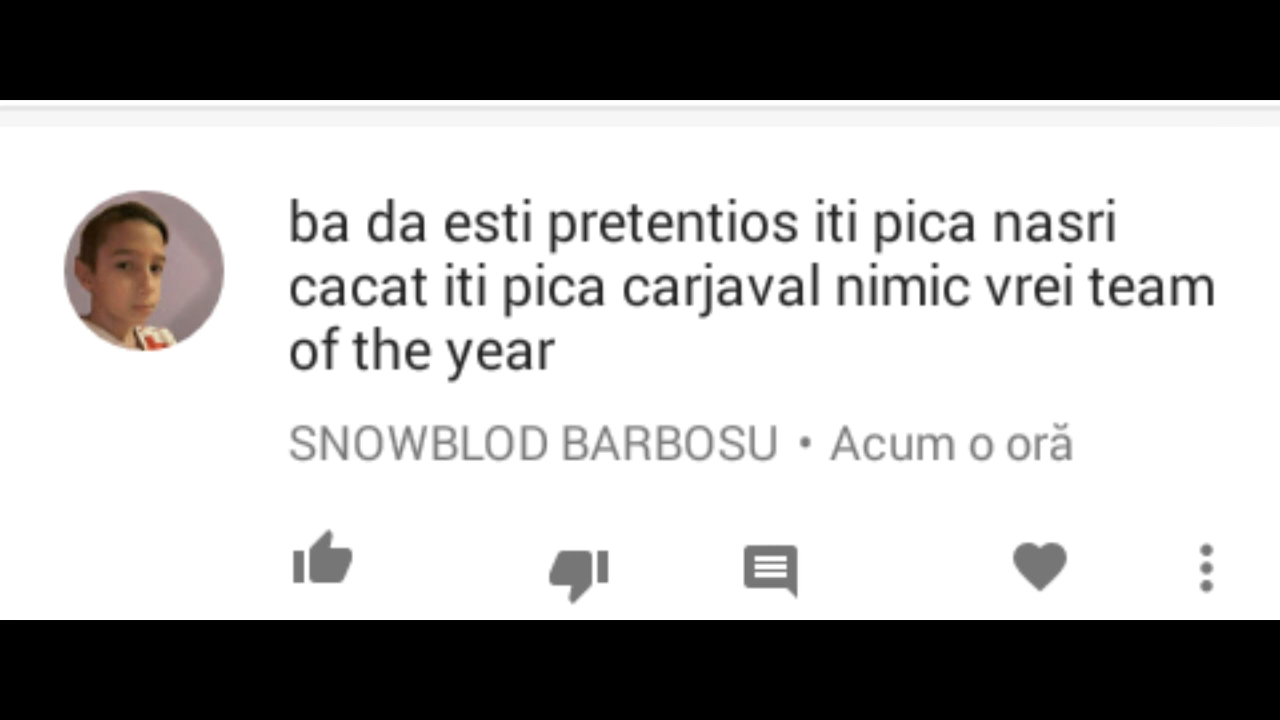 ba da esti pretentios iti pica nasri
cacat iti pica carjaval nimic vrei team
of the year
SNOWBLOD BARBOSU • Acum o oră